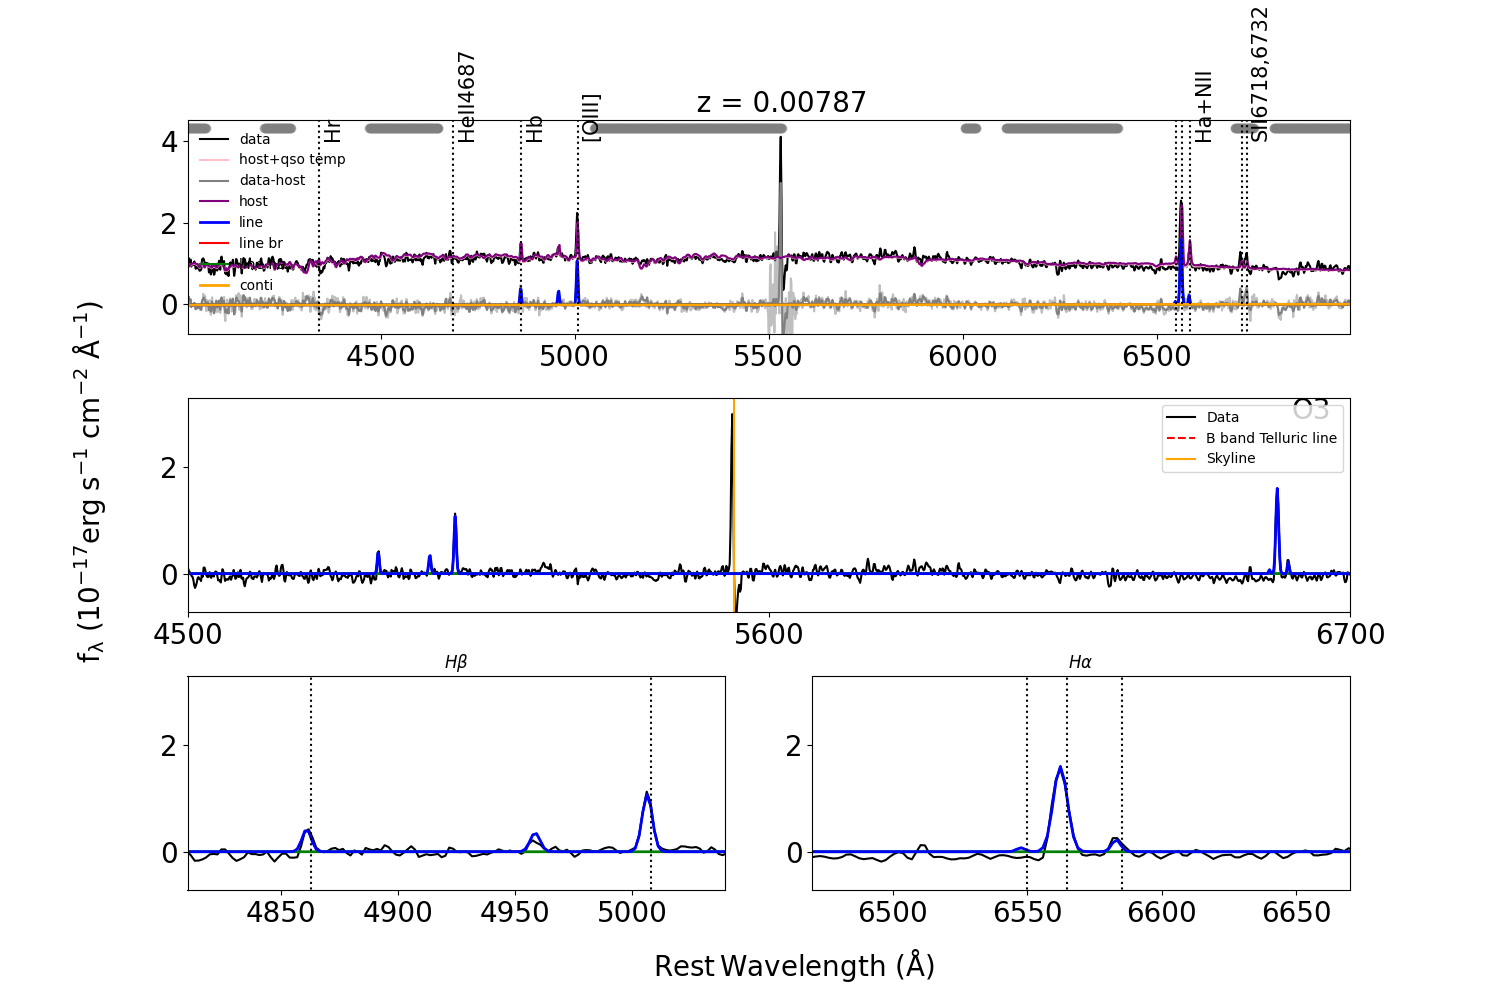 z = 0.00787
Hr
HeII4687
Hb
[OIII]
Ha+NII
SII6718,6732
data
host+qso temp
data-host
host
line
line br
conti
4
2
0
4500 5000 5500 6000 6500
O3
Data
B band Telluric line
Skyline
2
0
4500 5600 6700
fλ (10⁻¹⁷erg s⁻¹ cm⁻² Å⁻¹)
Hβ
2
0
4850 4900 4950 5000
Hα
2
0
6500 6550 6600 6650
Rest Wavelength (Å)